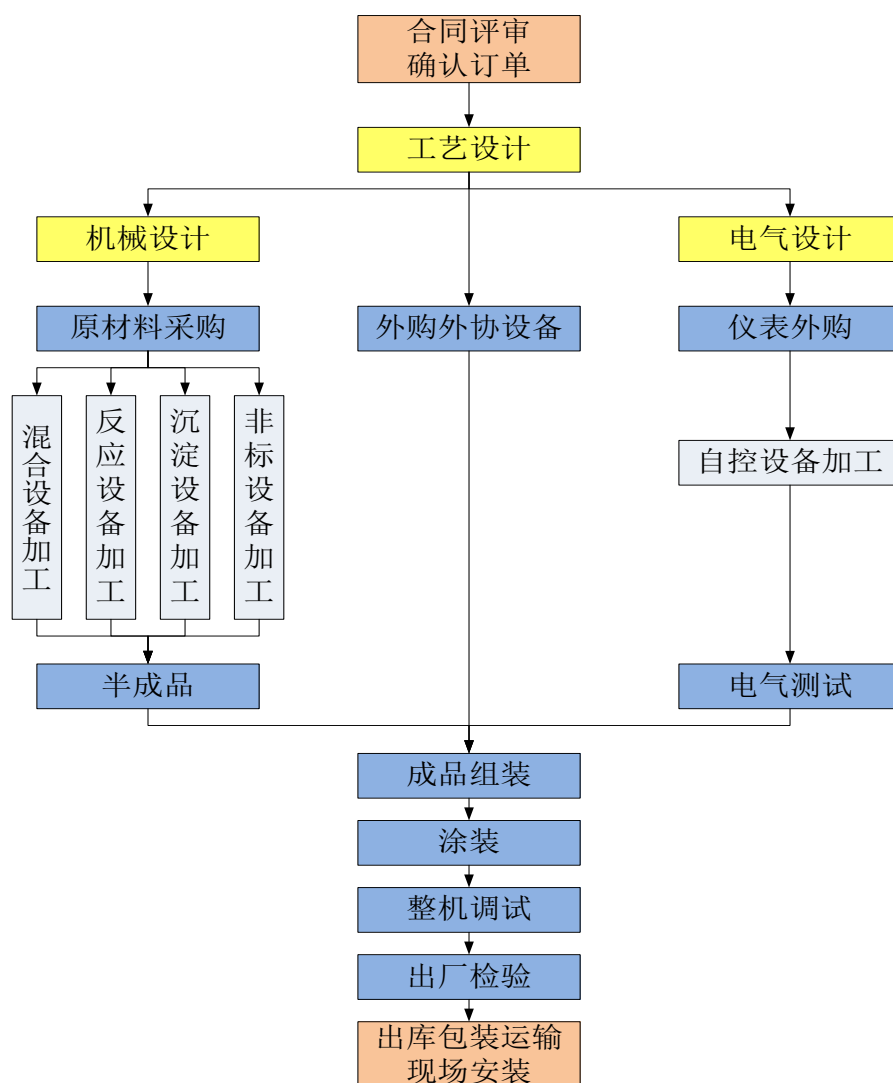 合同评审
确认订单
工艺设计
机械设计
电气设计
原材料采购
外购外协设备
仪表外购
混合设备加工
反应设备加工
沉淀设备加工
非标设备加工
自控设备加工
半成品
电气测试
成品组装
涂装
整机调试
出厂检验
出库包装运输
现场安装